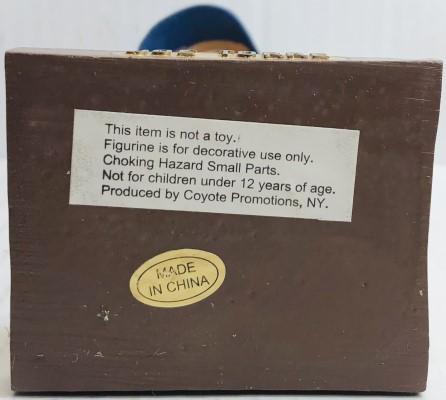 This item is not a toy.
Figurine is for decorative use only.
Choking Hazard Small Parts.
Not for children under 12 years of age.
Produced by Coyote Promotions, NY.
MADE
IN CHINA